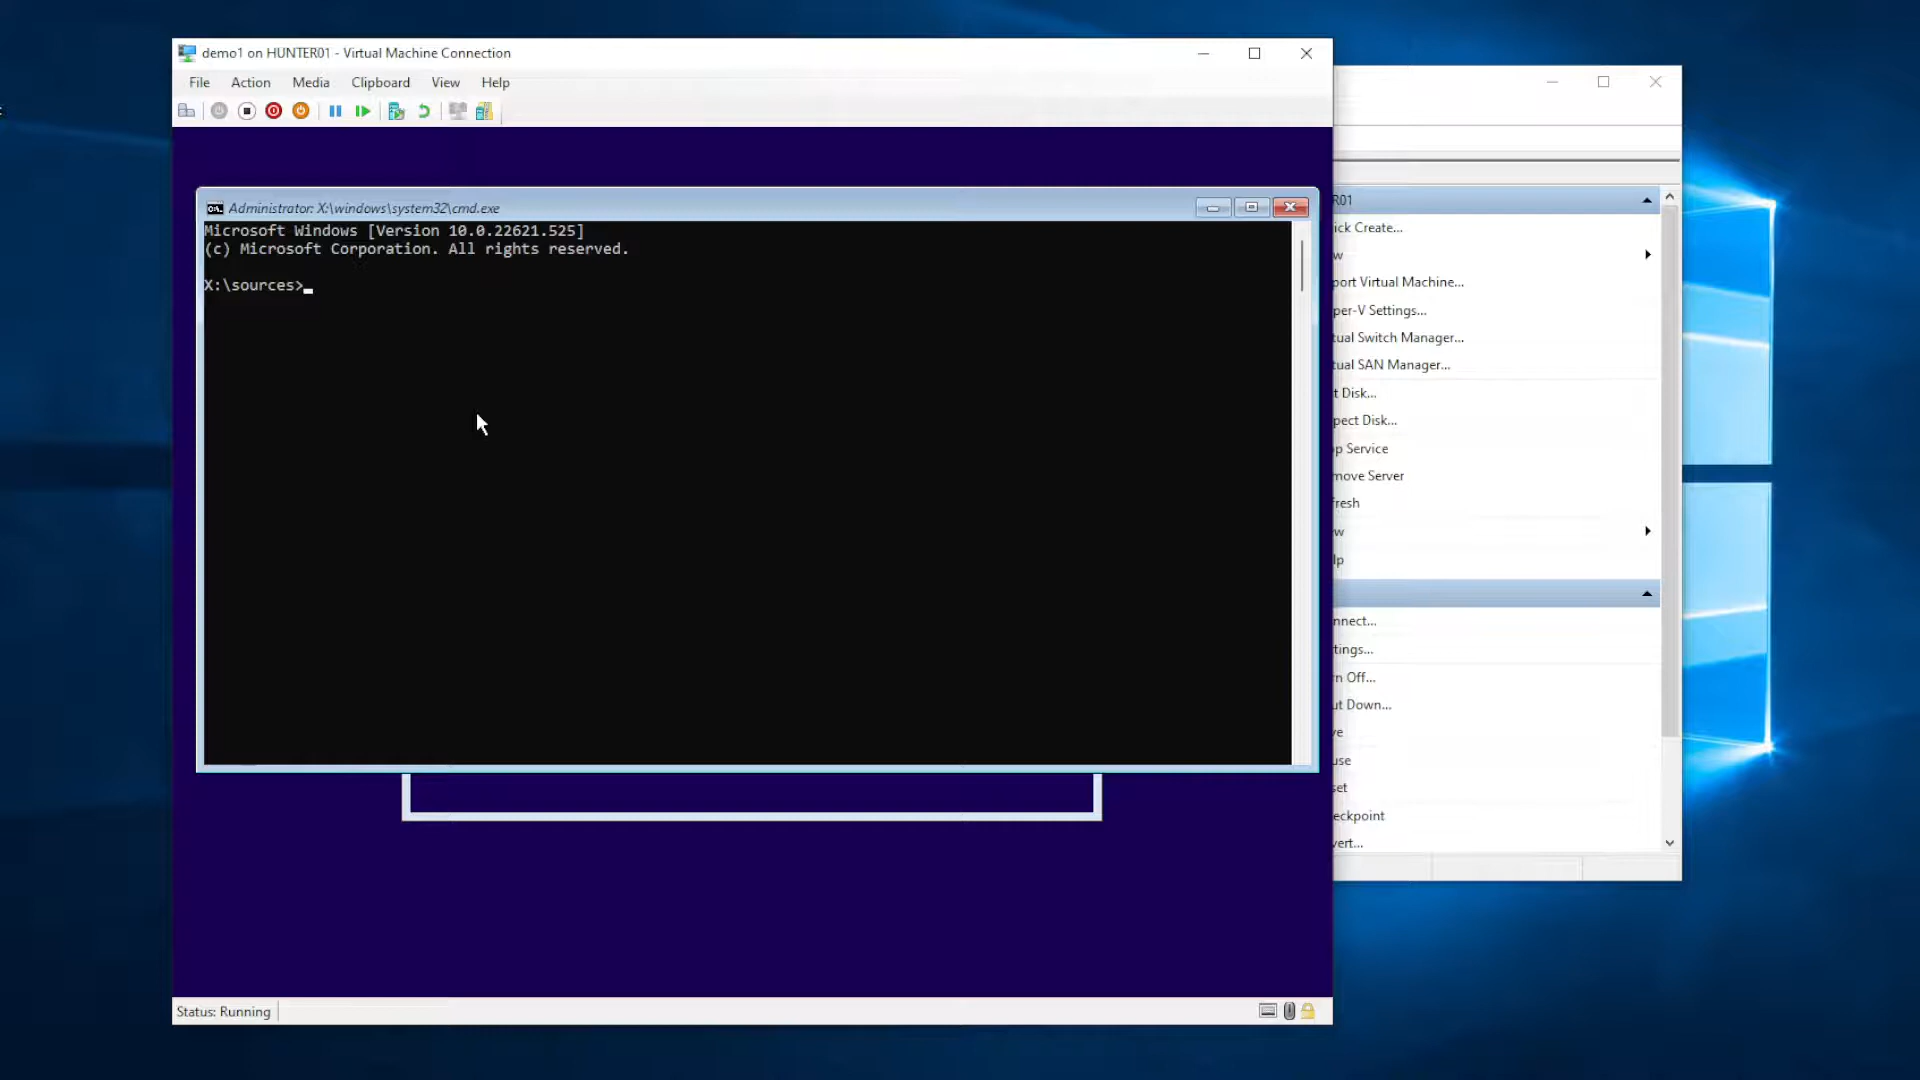 demo1 on HUNTER01 - Virtual Machine Connection
File Action Media Clipboard View Help
Administrator: X:\windows\system32\cmd.exe
Microsoft Windows [Version 10.0.22621.525]
(c) Microsoft Corporation. All rights reserved.
X:\sources>
Status: Running
R01
ick Create...
w
port Virtual Machine...
per-V Settings...
tual Switch Manager...
tual SAN Manager...
t Disk...
pect Disk...
p Service
move Server
fresh
w
lp
nnect...
tings...
rn Off...
ut Down...
ve
use
set
eckpoint
vert...